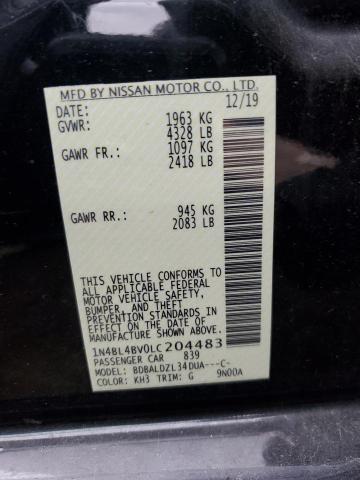 MFD BY NISSAN MOTOR CO., LTD.
DATE: 12/19
GVWR: 1963 KG
4328 LB
GAWR FR.: 1097 KG
2418 LB
GAWR RR.: 945 KG
2083 LB
THIS VEHICLE CONFORMS TO
ALL APPLICABLE FEDERAL
MOTOR VEHICLE SAFETY,
BUMPER, AND THEFT
PREVENTION STANDARDS IN
EFFECT ON THE DATE OF
MANUFACTURE SHOWN ABOVE.
1N4BL4BV0LC204483
PASSENGER CAR 839
MODEL: BDBALDZL34DUA---C-
COLOR: KH3 TRIM: G 9N00A